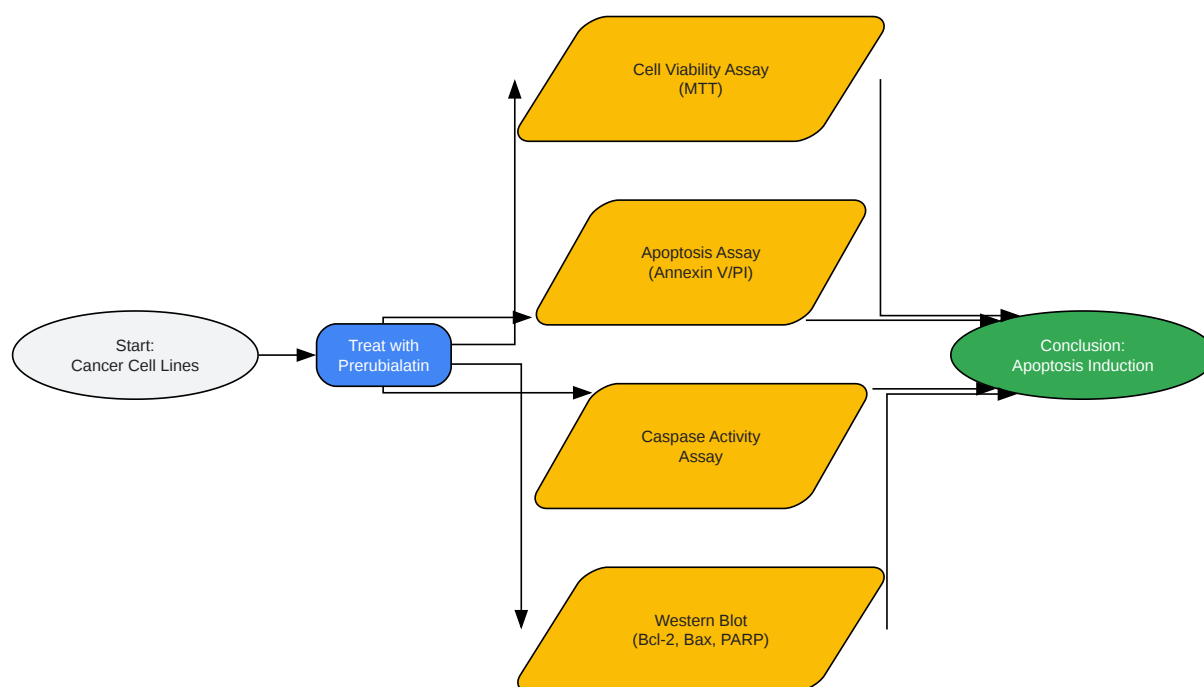 Start:
Cancer Cell Lines
Treat with
Prerubialatin
Cell Viability Assay
(MTT)
Apoptosis Assay
(Annexin V/PI)
Caspase Activity
Assay
Western Blot
(Bcl-2, Bax, PARP)
Conclusion:
Apoptosis Induction